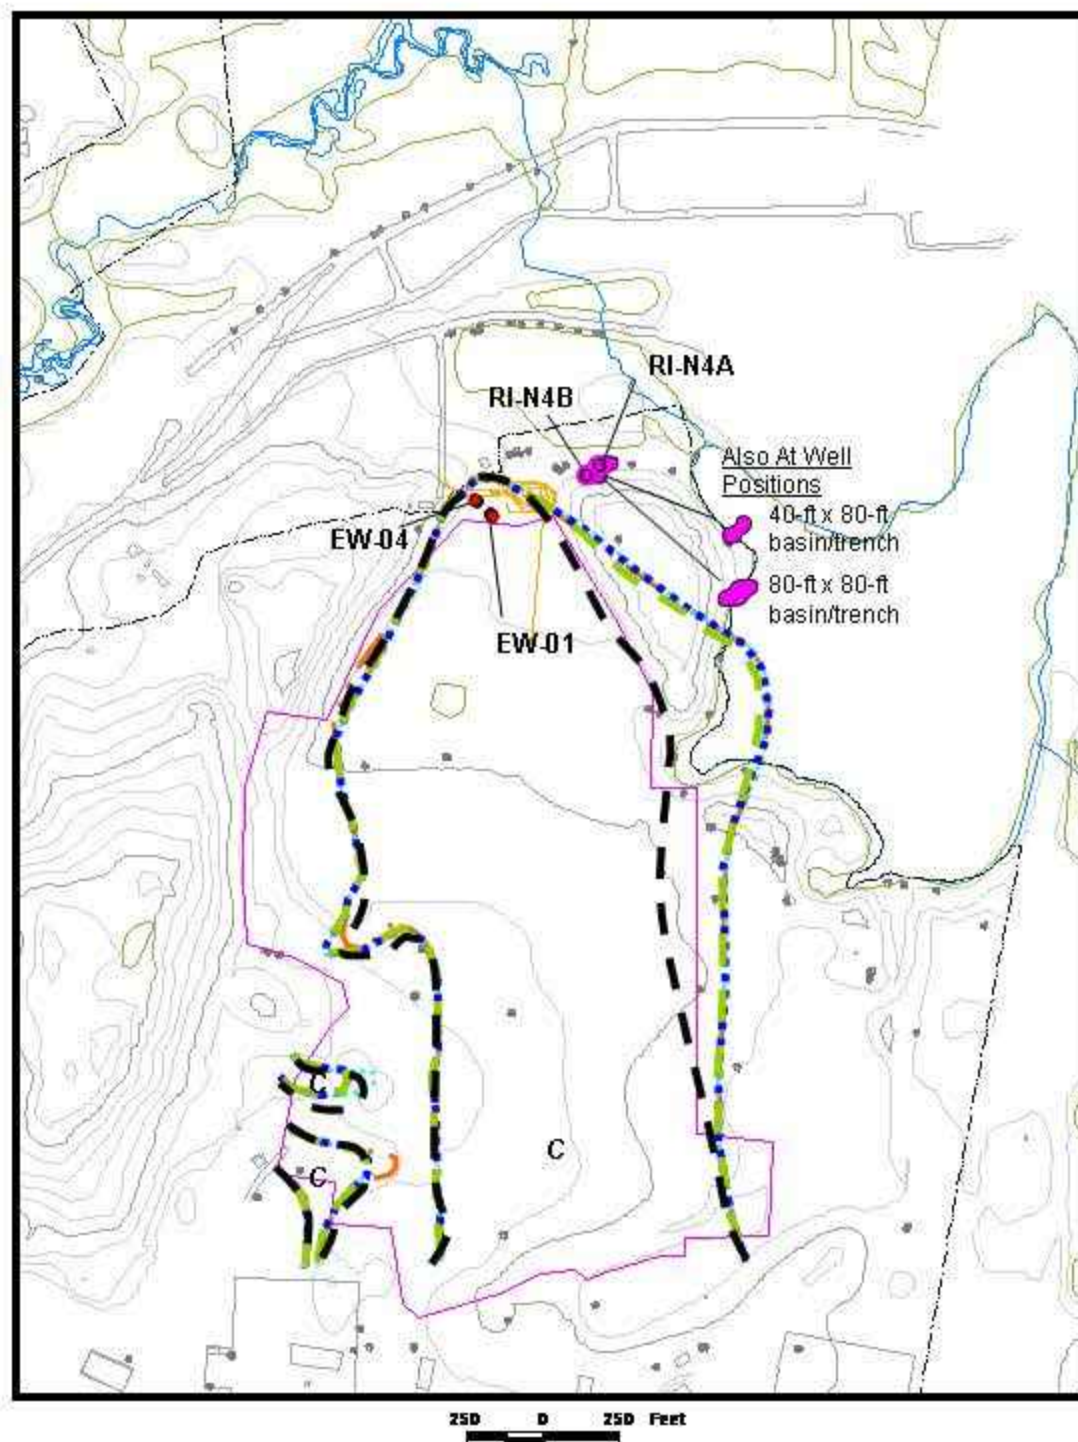 RI-N4A
RI-N4B
Also At Well
Positions
40-ft x 80-ft
basin/trench
EW-04
80-ft x 80-ft
basin/trench
EW-01
C
C
C
250 0 250 Feet